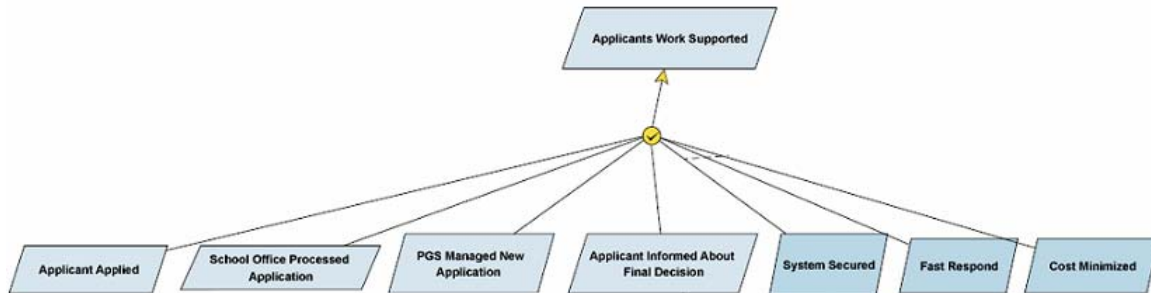 Applicants Work Supported
Applicant Applied
School Office Processed
Application
PGS Managed New
Application
Applicant Informed About
Final Decision
System Secured
Fast Respond
Cost Minimized